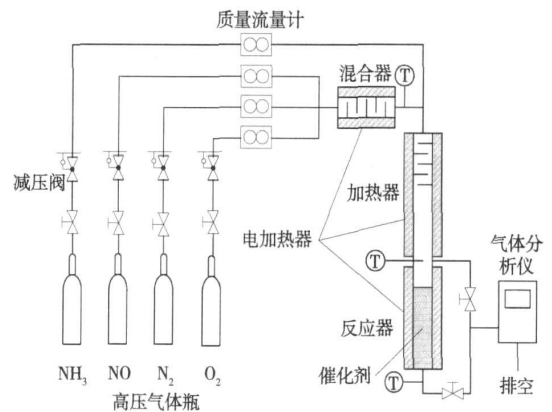 质量流量计
混合器
T
减压阀
加热器
电加热器
T
气体分
析仪
反应器
催化剂
T
排空
NH₃ NO N₂ O₂
高压气体瓶